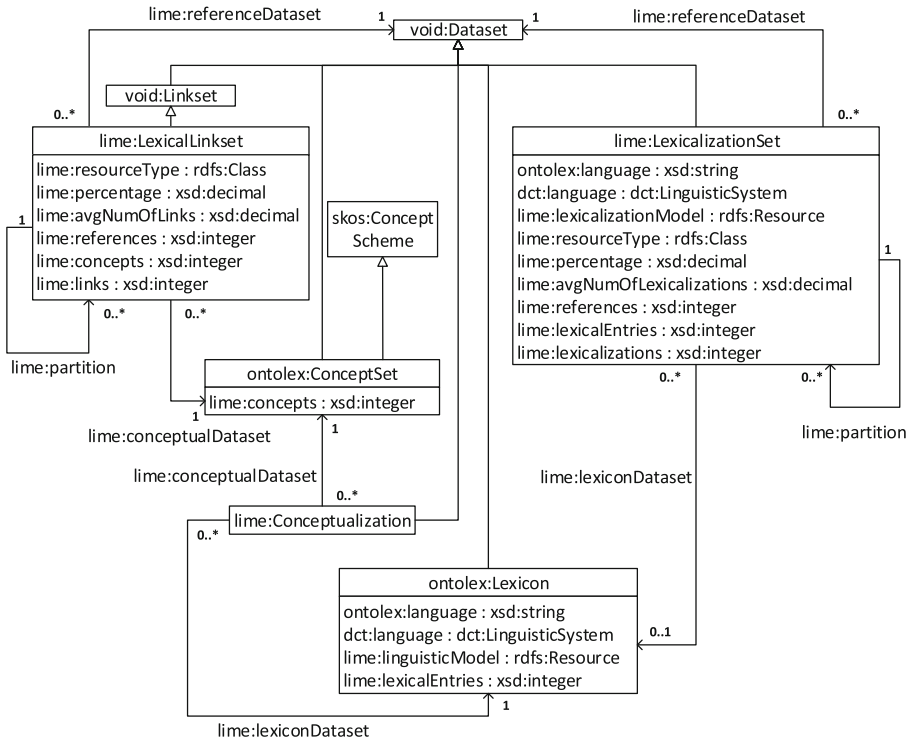 lime:referenceDataset
1
void:Dataset
1
lime:referenceDataset
void:Linkset
0..*
0..*
lime:LexicalLinkset
lime:resourceType : rdfs:Class
lime:percentage : xsd:decimal
lime:avgNumOfLinks : xsd:decimal
lime:references : xsd:integer
lime:concepts : xsd:integer
lime:links : xsd:integer
1
0..*
0..*
lime:partition
skos:Concept
Scheme
lime:LexicalizationSet
ontolex:language : xsd:string
dct:language : dct:LinguisticSystem
lime:lexicalizationModel : rdfs:Resource
lime:resourceType : rdfs:Class
lime:percentage : xsd:decimal
lime:avgNumOfLexicalizations : xsd:decimal
lime:references : xsd:integer
lime:lexicalEntries : xsd:integer
lime:lexicalizations : xsd:integer
1
0..*
0..*
lime:partition
ontolex:ConceptSet
lime:concepts : xsd:integer
1
lime:conceptualDataset
1
lime:conceptualDataset
0..*
lime:lexiconDataset
lime:Conceptualization
0..*
ontolex:Lexicon
ontolex:language : xsd:string
dct:language : dct:LinguisticSystem
lime:linguisticModel : rdfs:Resource
lime:lexicalEntries : xsd:integer
0..1
1
lime:lexiconDataset